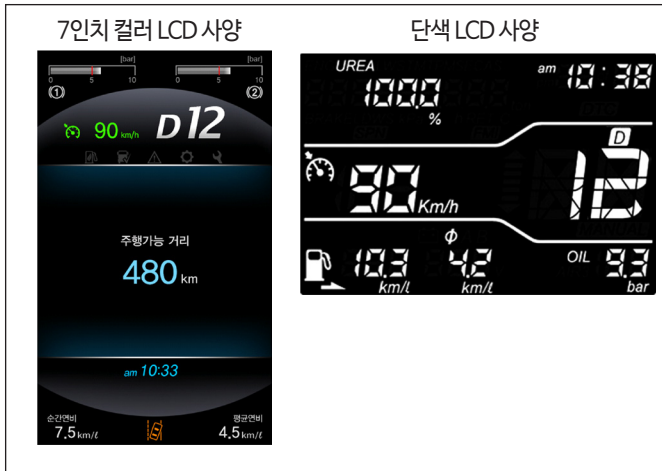 7인치 컬러 LCD 사양
단색 LCD 사양
[bar] [bar]
0 5 10 0 5 10
(1) (2)
90 km/h D 12
주행가능 거리
480 km
am 10:33
순간연비 평균연비
7.5 km/ℓ 4.5 km/ℓ
UREA am 10:38
100.0
%
D
90 Km/h 12
ø
10.3 4.2 OIL 9.3
km/ℓ km/ℓ bar